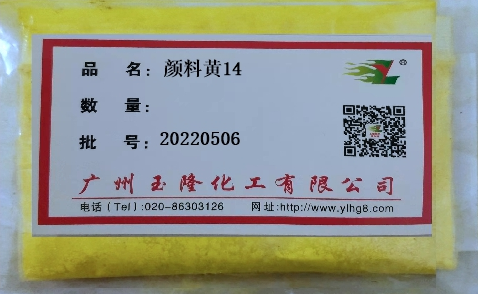 品 名：颜料黄14
®
数 量：
批 号：20220506
广州玉隆化工有限公司
电话（Tel）:020-86303126 网址:http://www.ylhg8.com